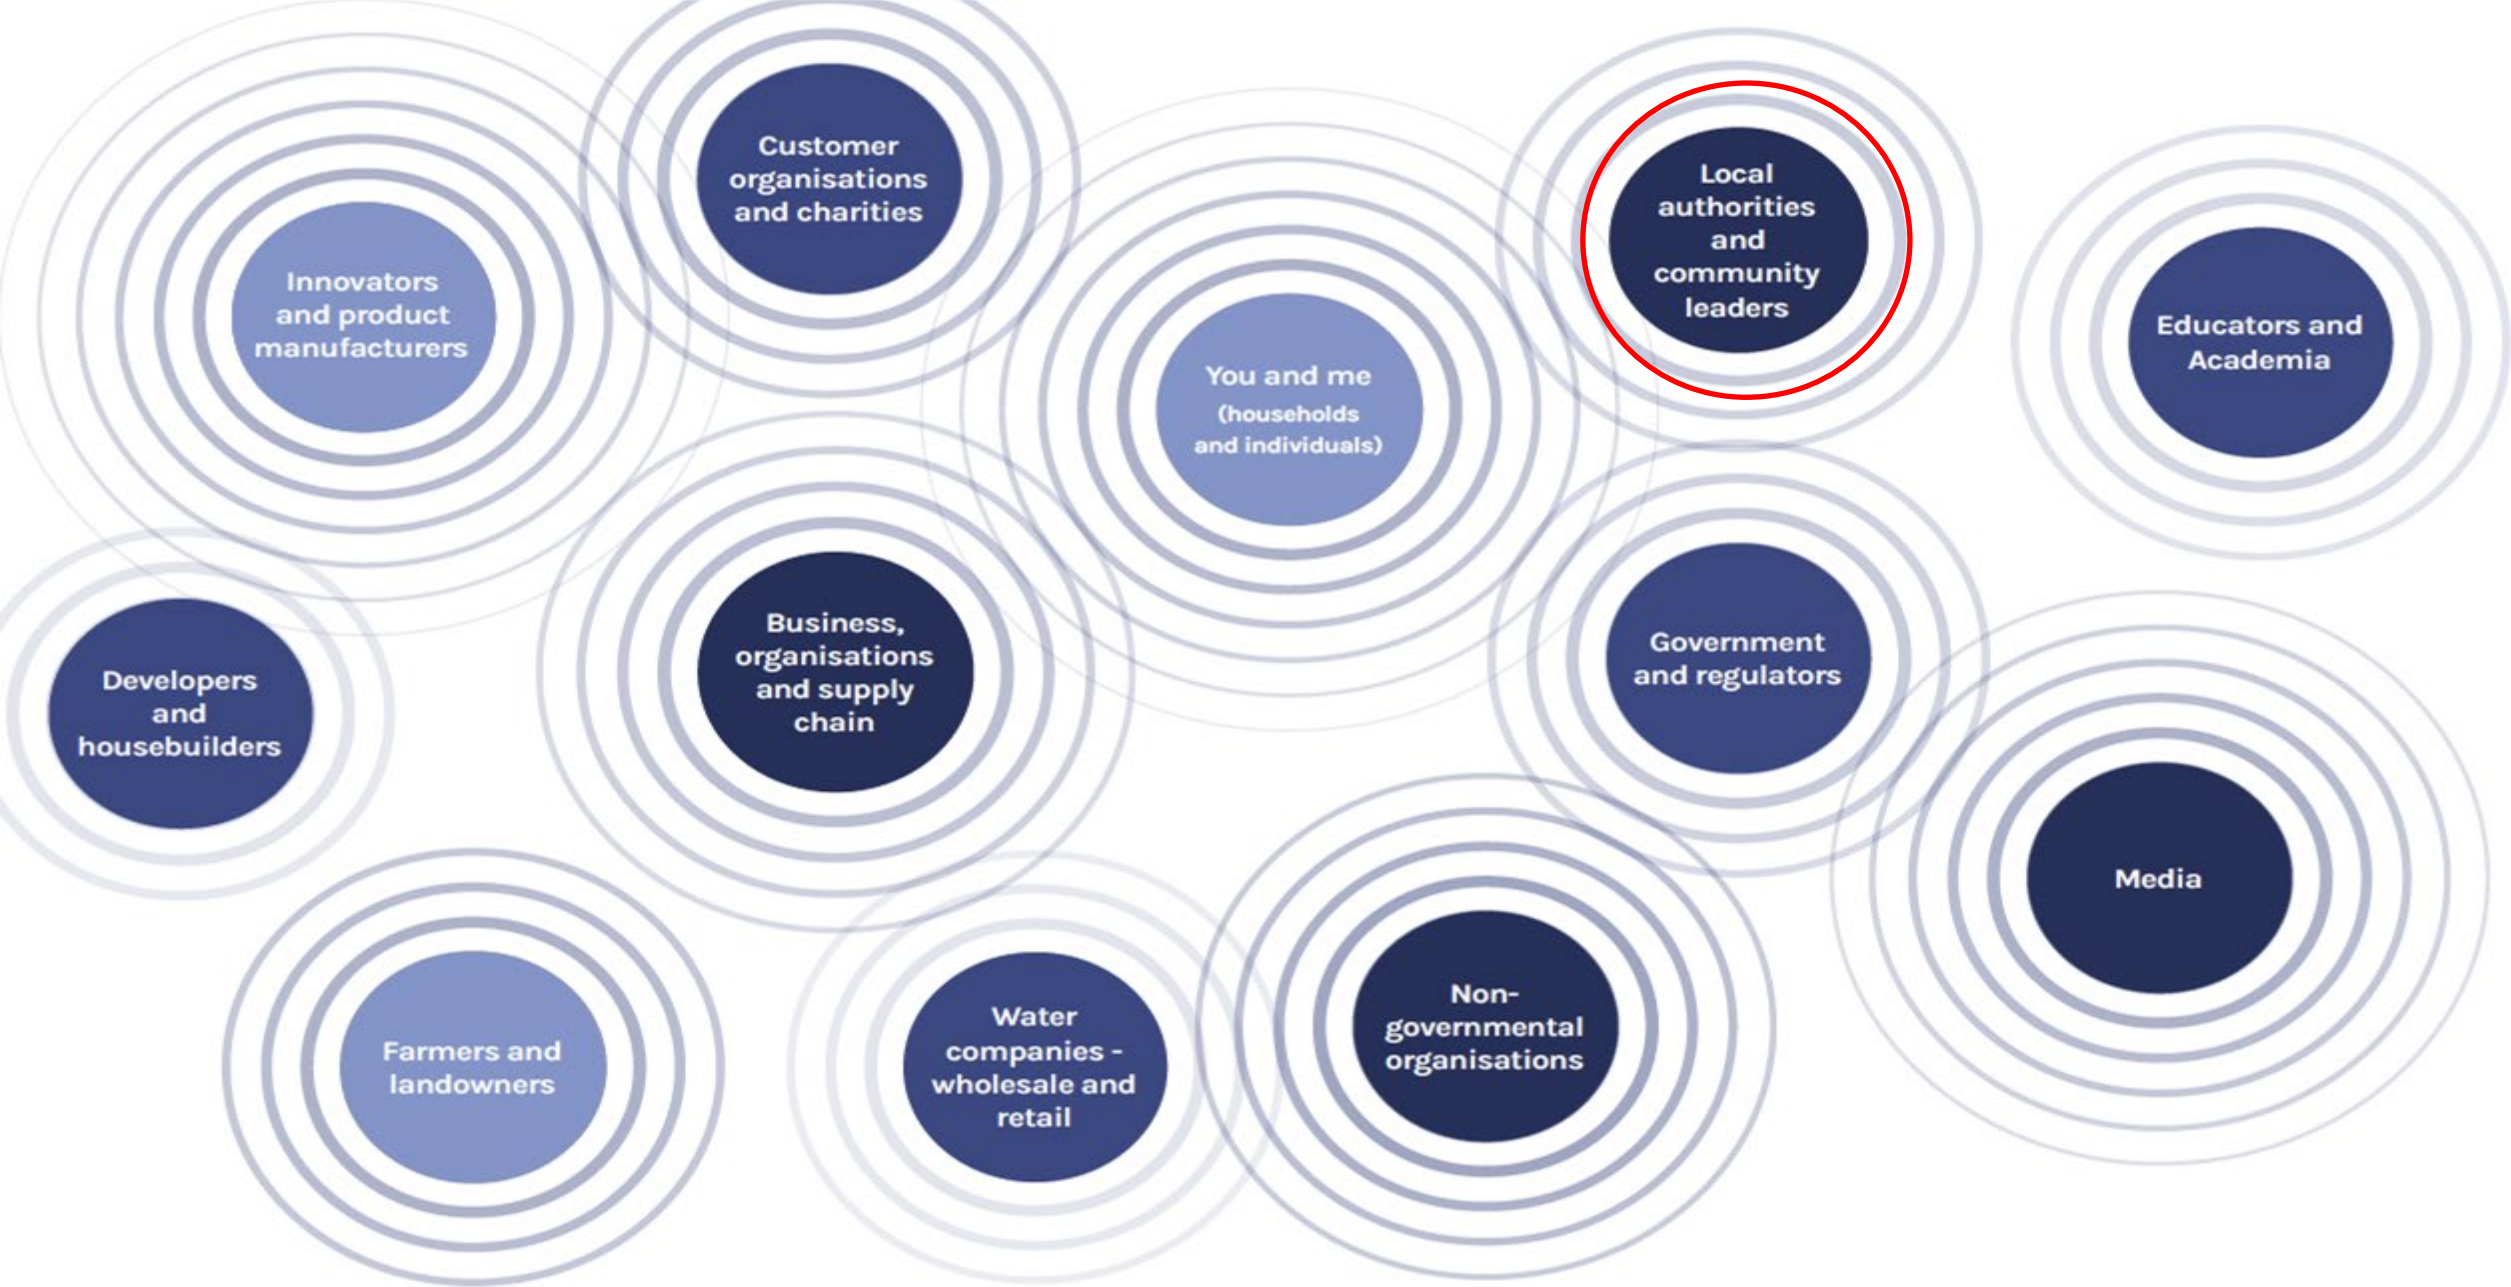 Customer
organisations
and charities
Local
authorities
and
community
leaders
Innovators
and product
manufacturers
Educators and
Academia
You and me
(households
and individuals)
Business,
organisations
and supply
chain
Government
and regulators
Developers
and
housebuilders
Media
Non-
governmental
organisations
Water
companies -
wholesale and
retail
Farmers and
landowners